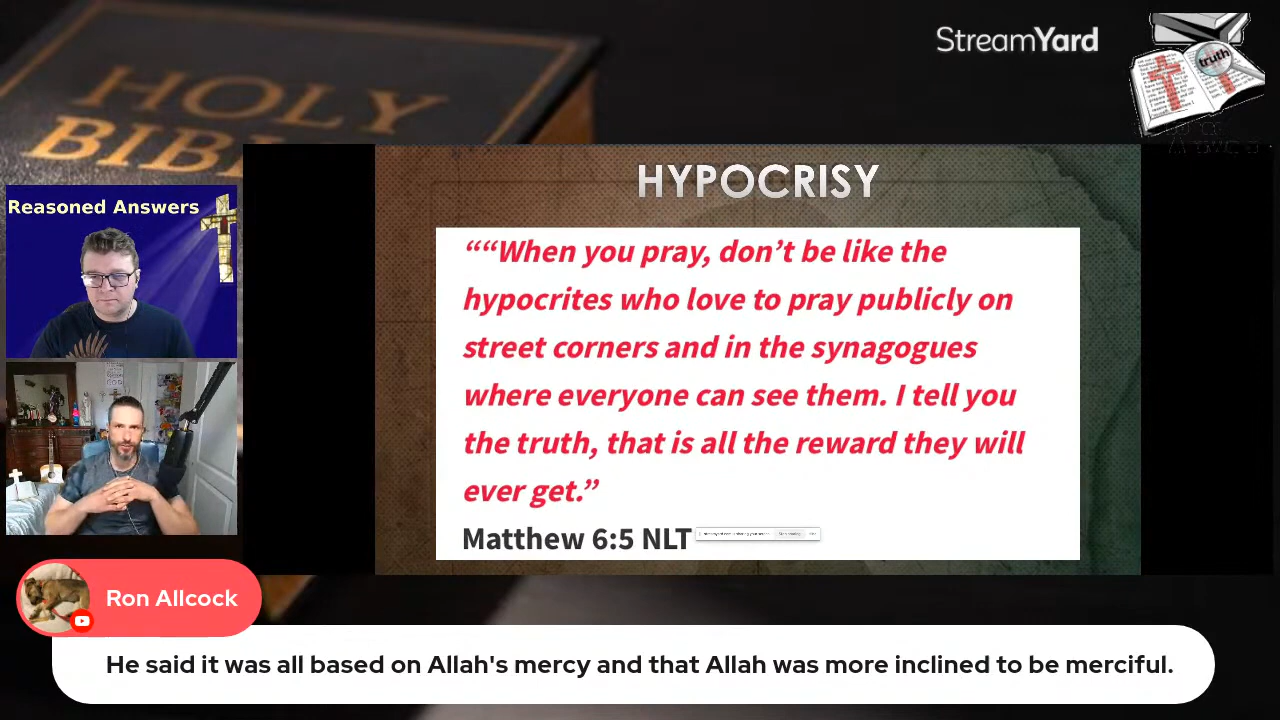 HOLY
BIBL
StreamYard
truth
Reasoned Answers
HYPOCRISY
““When you pray, don’t be like the
hypocrites who love to pray publicly on
street corners and in the synagogues
where everyone can see them. I tell you
the truth, that is all the reward they will
ever get.”
Matthew 6:5 NLT
Ron Allcock
He said it was all based on Allah's mercy and that Allah was more inclined to be merciful.